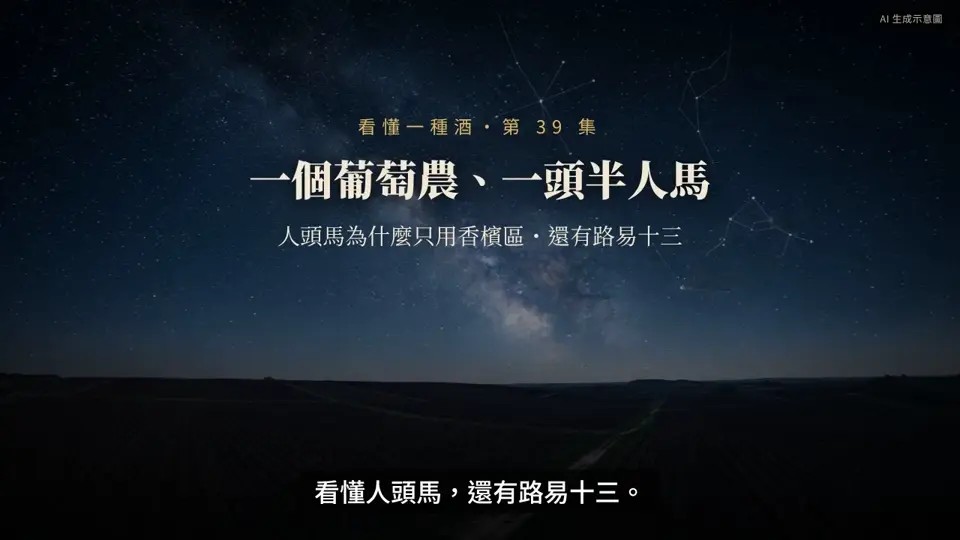 AI 生成示意圖
看懂一種酒・第 39 集
一個葡萄農、一頭半人馬
人頭馬為什麼只用香檳區・還有路易十三
看懂人頭馬，還有路易十三。